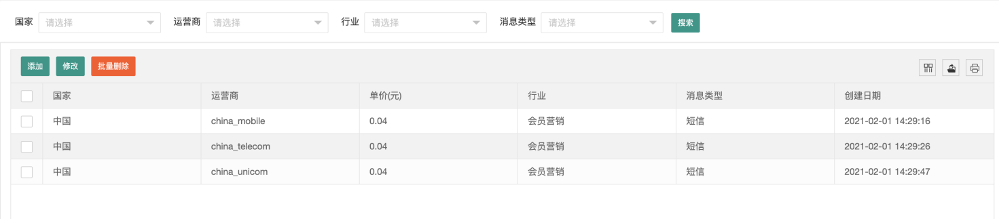 国家 请选择 运营商 请选择 行业 请选择 消息类型 请选择 搜索
添加 修改 批量删除
国家 运营商 单价(元) 行业 消息类型 创建日期
中国 china_mobile 0.04 会员营销 短信 2021-02-01 14:29:16
中国 china_telecom 0.04 会员营销 短信 2021-02-01 14:29:26
中国 china_unicom 0.04 会员营销 短信 2021-02-01 14:29:47